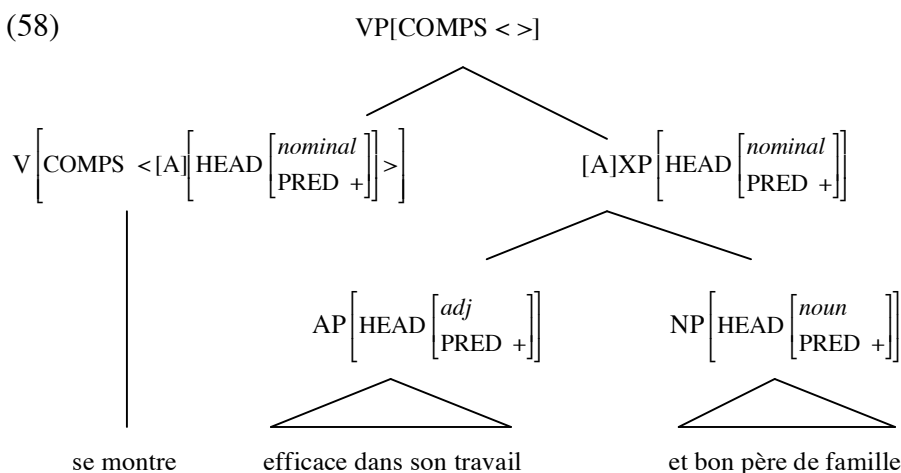 (58)
VP[COMPS < >]
V[COMPS <[A][HEAD [nominal PRED +]]>]
[A]XP[HEAD [nominal PRED +]]
AP[HEAD [adj PRED +]]
NP[HEAD [noun PRED +]]
se montre efficace dans son travail et bon père de famille